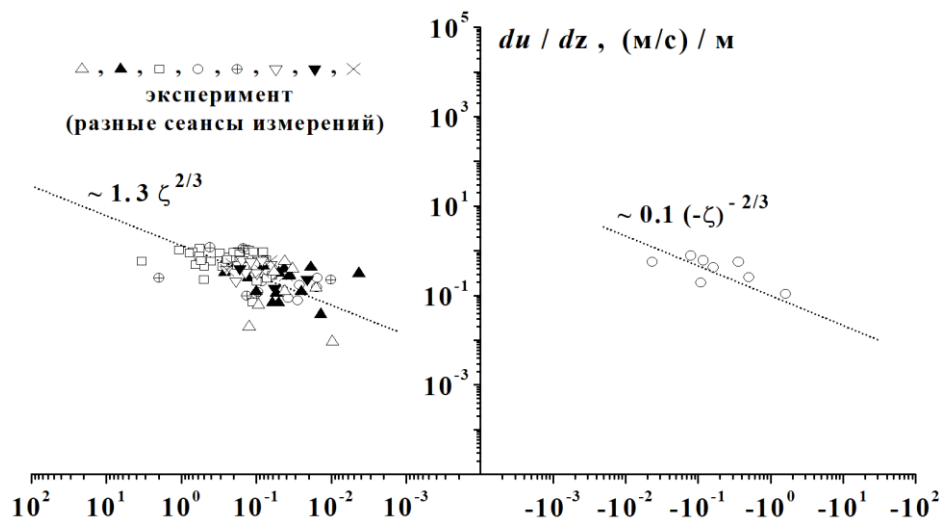 10^5
du / dz , (м/с) / м
△ , ▲ , □ , ○ , ⊕ , ▽ , ▼ , ×
эксперимент
(разные сеансы измерений)
10^3
~ 1.3 ζ^2/3
10^1
~ 0.1 (-ζ)^- 2/3
10^-1
10^-3
10^2 10^1 10^0 10^-1 10^-2 10^-3 -10^-3 -10^-2 -10^-1 -10^0 -10^1 -10^2